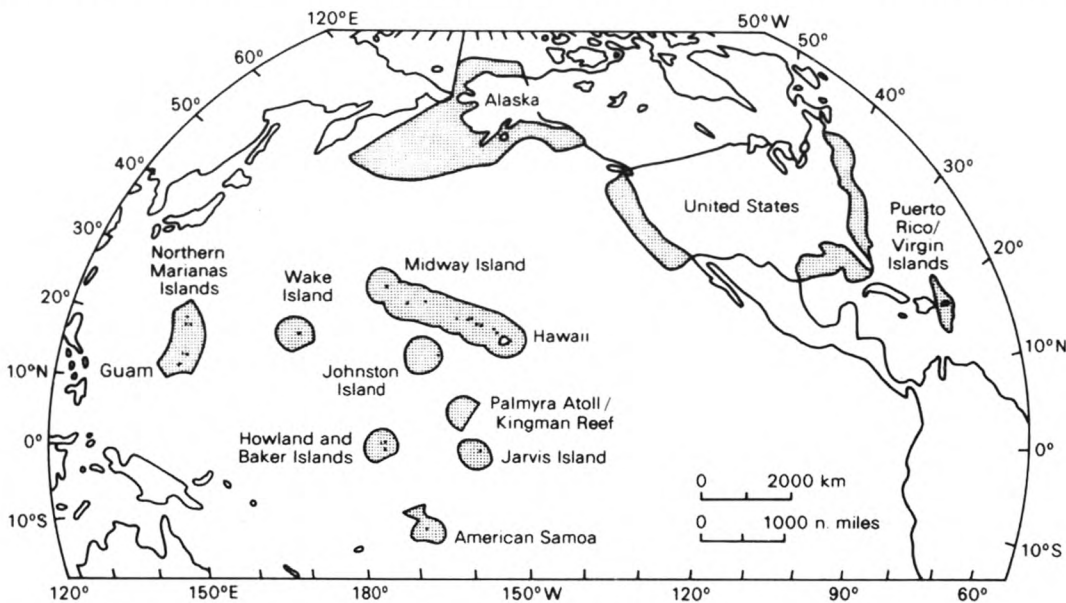 120°E
50°W
60°
50°
50°
40°
40°
30°
30°
20°
20°
10°N
10°N
0°
0°
10°S
10°S
Alaska
United States
Puerto
Rico/
Virgin
Islands
Northern
Marianas
Islands
Wake
Island
Midway Island
Hawaii
Guam
Johnston
Island
Palmyra Atoll/
Kingman Reef
Howland and
Baker Islands
Jarvis Island
American Samoa
0 2000 km
0 1000 n. miles
120° 150°E 180° 150°W 120° 90° 60°